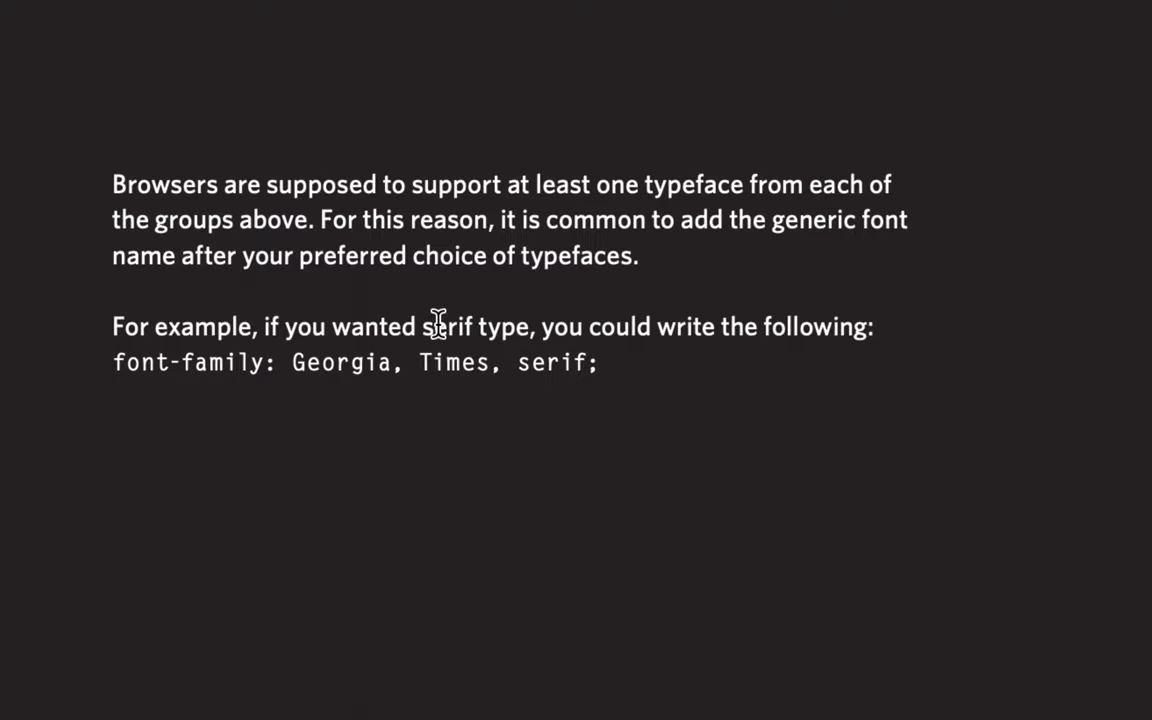 Browsers are supposed to support at least one typeface from each of
the groups above. For this reason, it is common to add the generic font
name after your preferred choice of typefaces.
For example, if you wanted serif type, you could write the following:
font-family: Georgia, Times, serif;